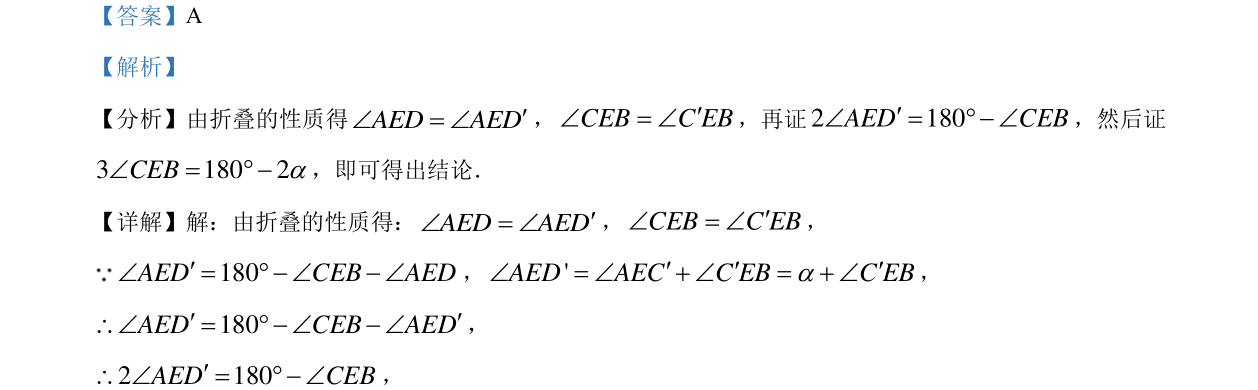 【答案】A
【解析】
【分析】由折叠的性质得∠AED=∠AED′，∠CEB=∠C′EB，再证2∠AED′=180°−∠CEB，然后证
3∠CEB=180°−2α，即可得出结论.
【详解】解：由折叠的性质得：∠AED=∠AED′，∠CEB=∠C′EB，
∵∠AED′=180°−∠CEB−∠AED，∠AED'=∠AEC′+∠C′EB=α+∠C′EB，
∴∠AED′=180°−∠CEB−∠AED′，
∴2∠AED′=180°−∠CEB，